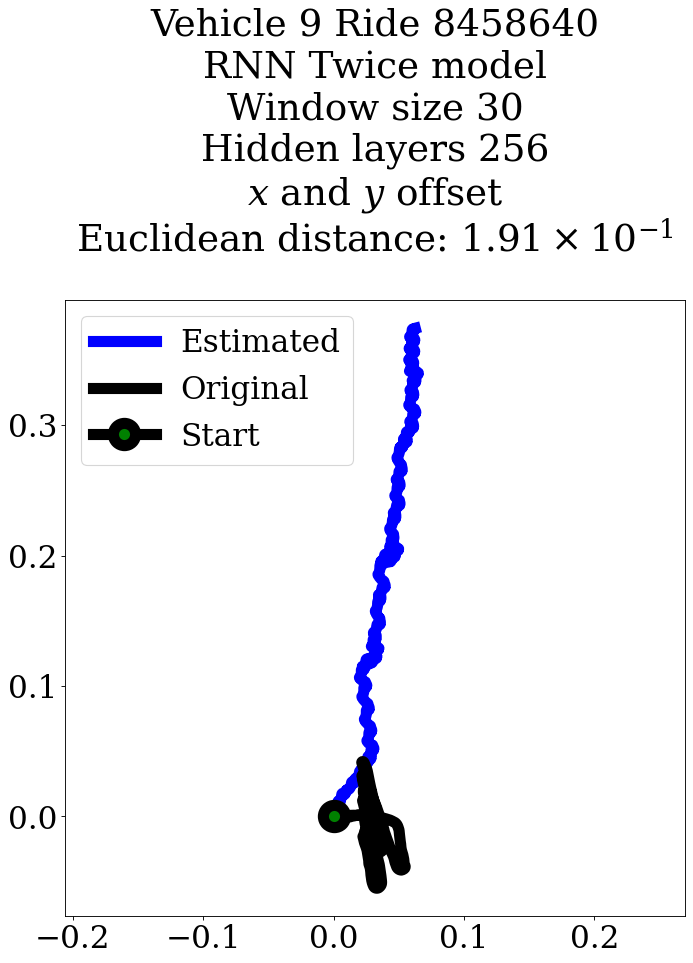 Vehicle 9 Ride 8458640
RNN Twice model
Window size 30
Hidden layers 256
x and y offset
Euclidean distance: 1.91 × 10⁻¹
Estimated
Original
Start
0.3
0.2
0.1
0.0
−0.2
−0.1
0.0
0.1
0.2